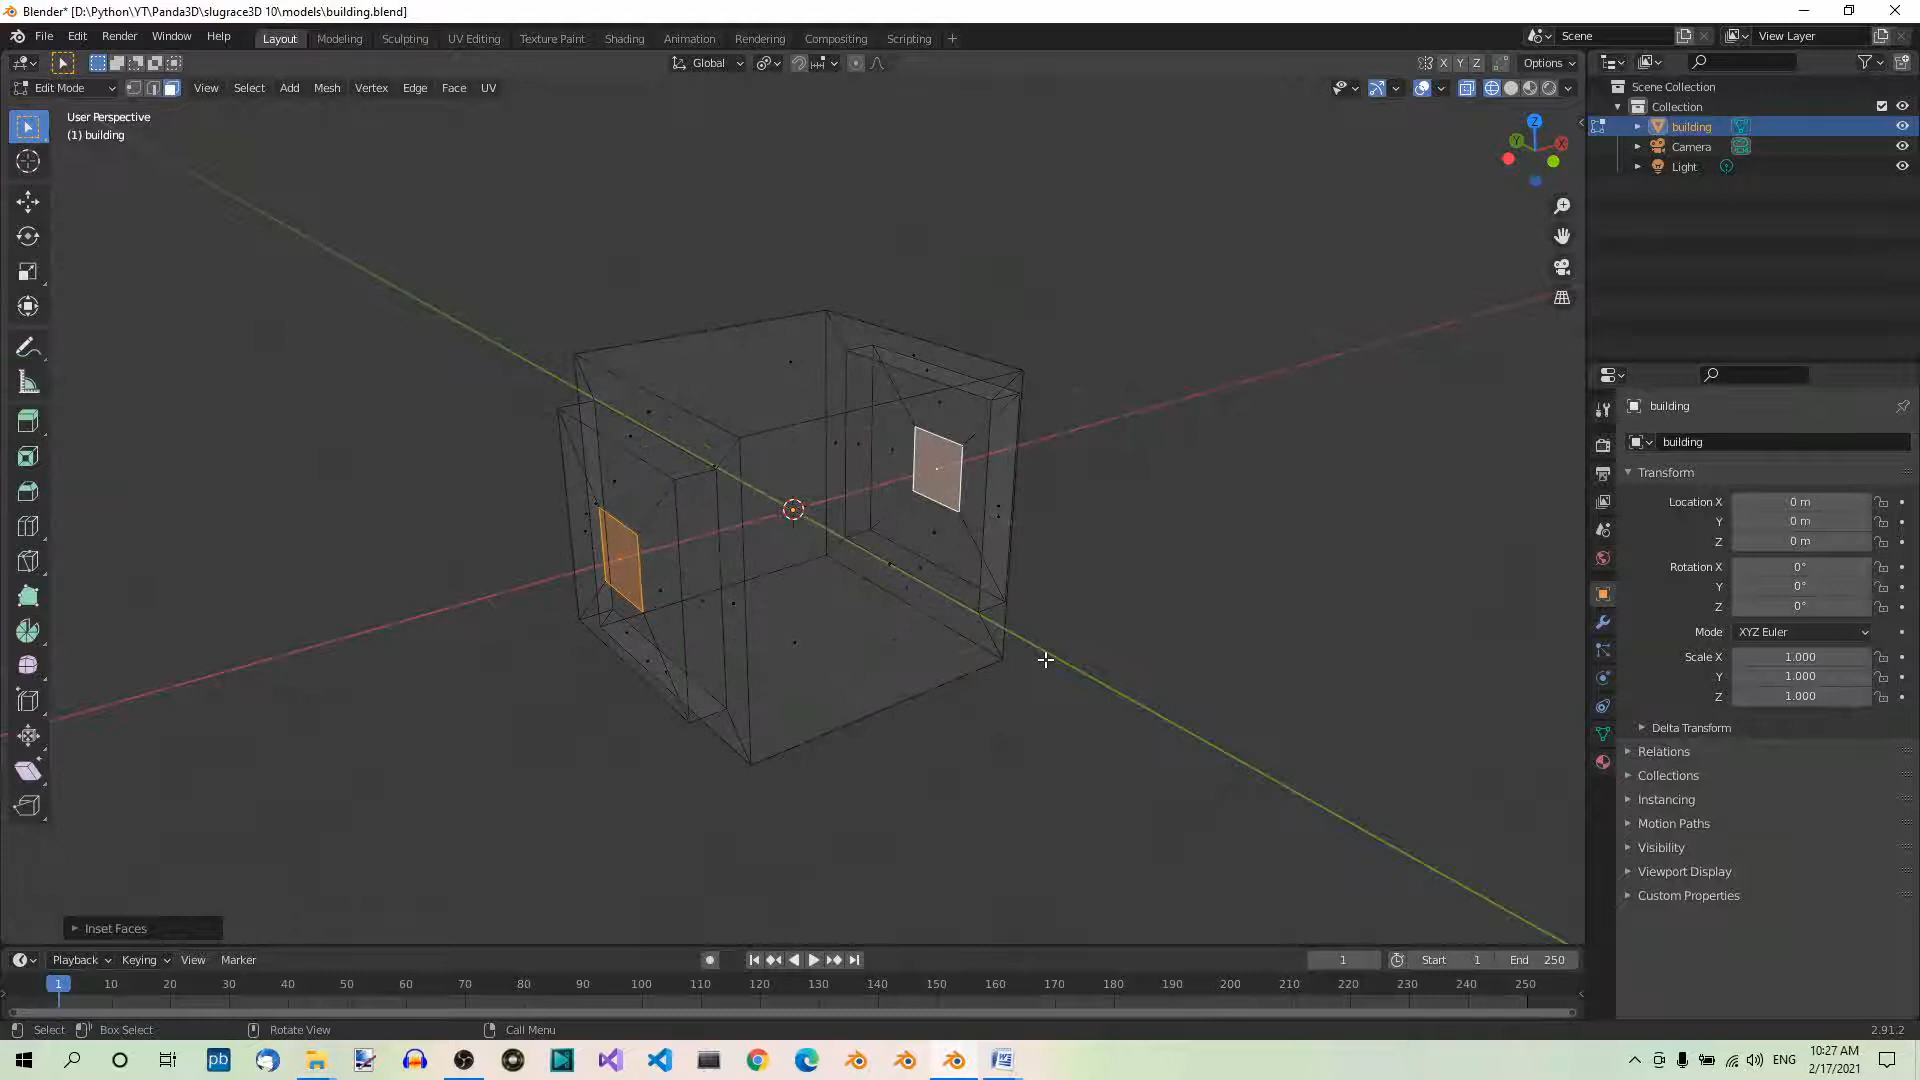 Blender* [D:\Python\YT\Panda3D\slugrace3D 10\models\building.blend]
File Edit Render Window Help
Layout Modeling Sculpting UV Editing Texture Paint Shading Animation Rendering Compositing Scripting +
Scene View Layer
Global X Y Z Options
Edit Mode View Select Add Mesh Vertex Edge Face UV
User Perspective
(1) building
Z Y X
Scene Collection
Collection
building
Camera
Light
building
building
Transform
Location X 0 m
Y 0 m
Z 0 m
Rotation X 0°
Y 0°
Z 0°
Mode XYZ Euler
Scale X 1.000
Y 1.000
Z 1.000
Delta Transform
Relations
Collections
Instancing
Motion Paths
Visibility
Viewport Display
Custom Properties
Inset Faces
Playback Keying View Marker 1 Start 1 End 250
1 10 20 30 40 50 60 70 80 90 100 110 120 130 140 150 160 170 180 190 200 210 220 230 240 250
Select Box Select Rotate View Call Menu 2.91.2
pb ENG 10:27 AM
2/17/2021